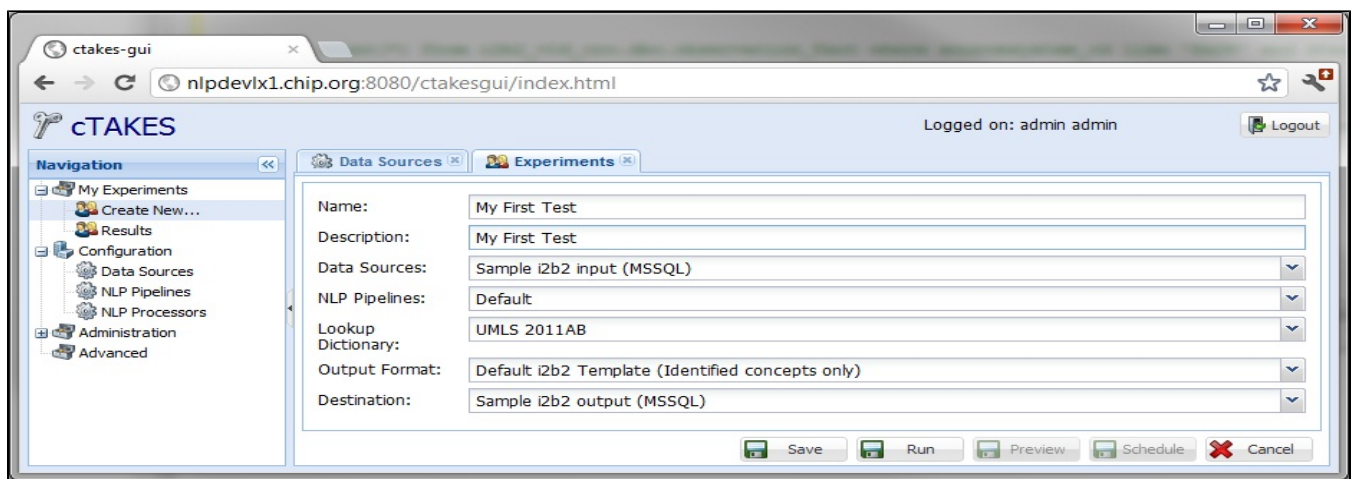 ctakes-gui
nlpdevlx1.chip.org:8080/ctakesgui/index.html
cTAKES
Logged on: admin admin
Logout
Navigation
My Experiments
Create New...
Results
Configuration
Data Sources
NLP Pipelines
NLP Processors
Administration
Advanced
Data Sources
Experiments
Name: My First Test
Description: My First Test
Data Sources: Sample i2b2 input (MSSQL)
NLP Pipelines: Default
Lookup Dictionary: UMLS 2011AB
Output Format: Default i2b2 Template (Identified concepts only)
Destination: Sample i2b2 output (MSSQL)
Save Run Preview Schedule Cancel